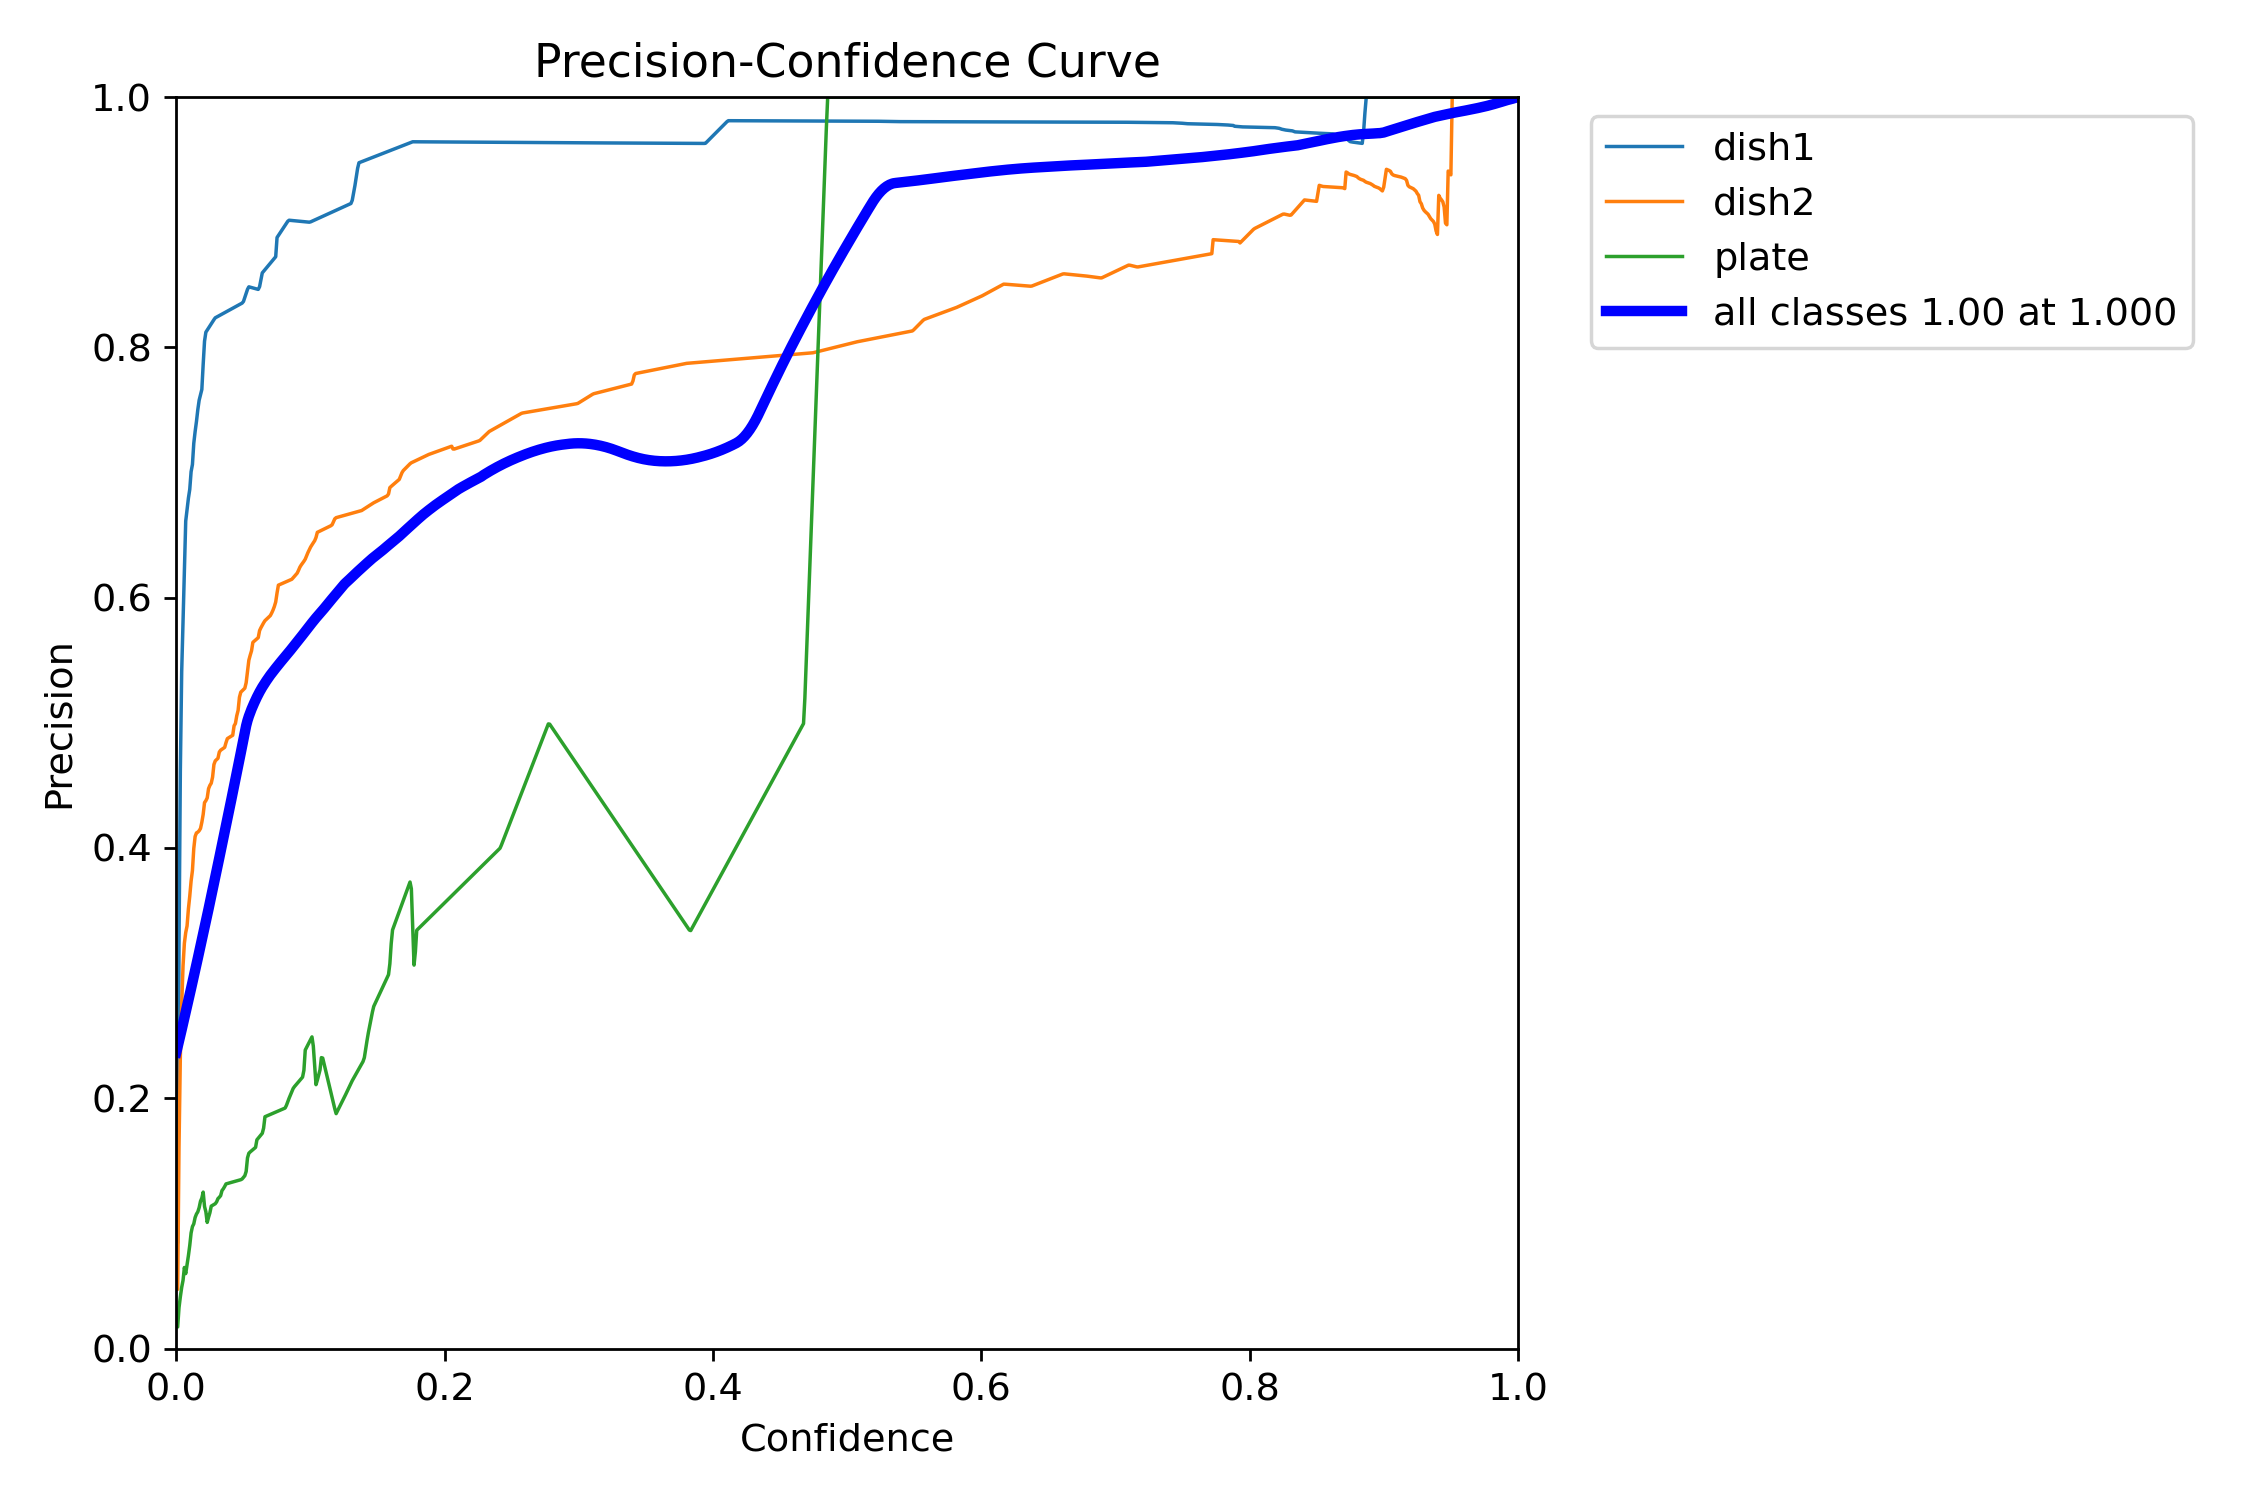 Precision-Confidence Curve
1.0
0.8
0.6
0.4
0.2
0.0
Precision
0.0 0.2 0.4 0.6 0.8 1.0
Confidence
dish1
dish2
plate
all classes 1.00 at 1.000